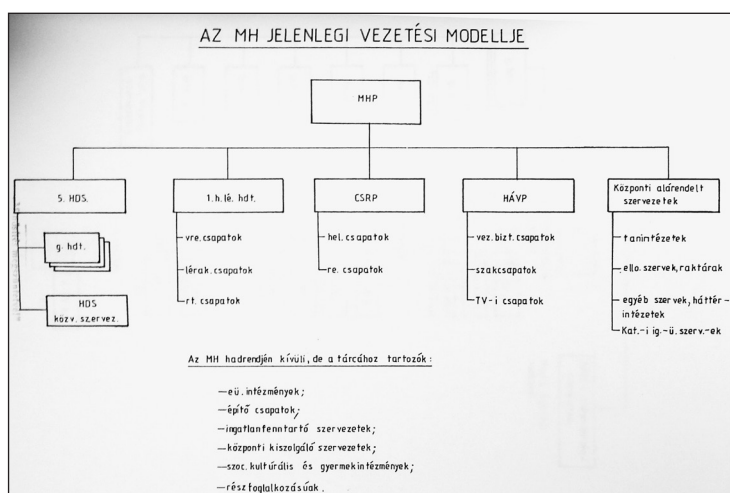 AZ MH JELENLEGI VEZETÉSI MODELLJE
MHP
5. HDS.
g. hdt.
HDS
közv. szervez.
1. h. lé. hdt.
—vre. csapatok
—lérak. csapatok
—rt. csapatok
CSRP
—hel. csapatok
—re. csapatok
HÁVP
—vez. bizt. csapatok
—szakcsapatok
—TV-i csapatok
Központi alárendelt
szervezetek
—tanintézetek
—ello. szervek, raktárak
—egyéb szervek, háttér-
intézetek
—Kat.-i ig.-ü. szerv.-ek
Az MH hadrendjén kívüli, de a tárcához tartozók:
—eü. intézmények;
—építő csapatok;
—ingatlanfenntartó szervezetek;
—központi kiszolgáló szervezetek;
—szoc. kulturális és gyermekintézmények;
—részfoglalkozásúak.